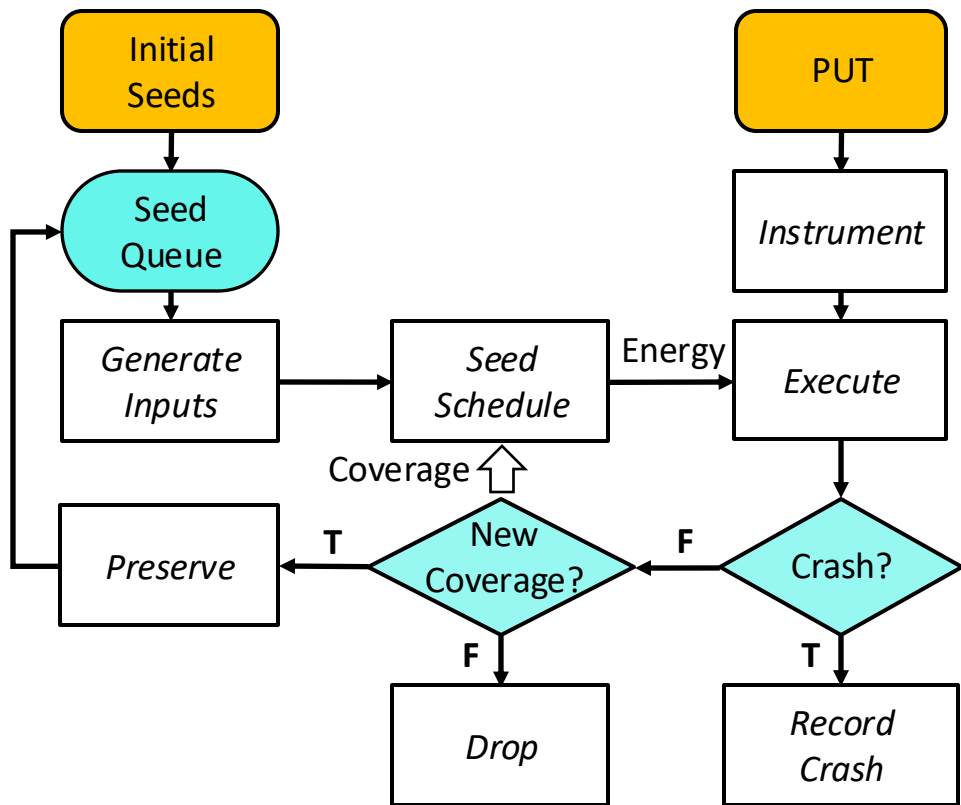 Initial
Seeds
PUT
Seed
Queue
Instrument
Generate
Inputs
Seed
Schedule
Energy
Execute
Coverage
Preserve
T
New
Coverage?
F
Crash?
F
T
Drop
Record
Crash